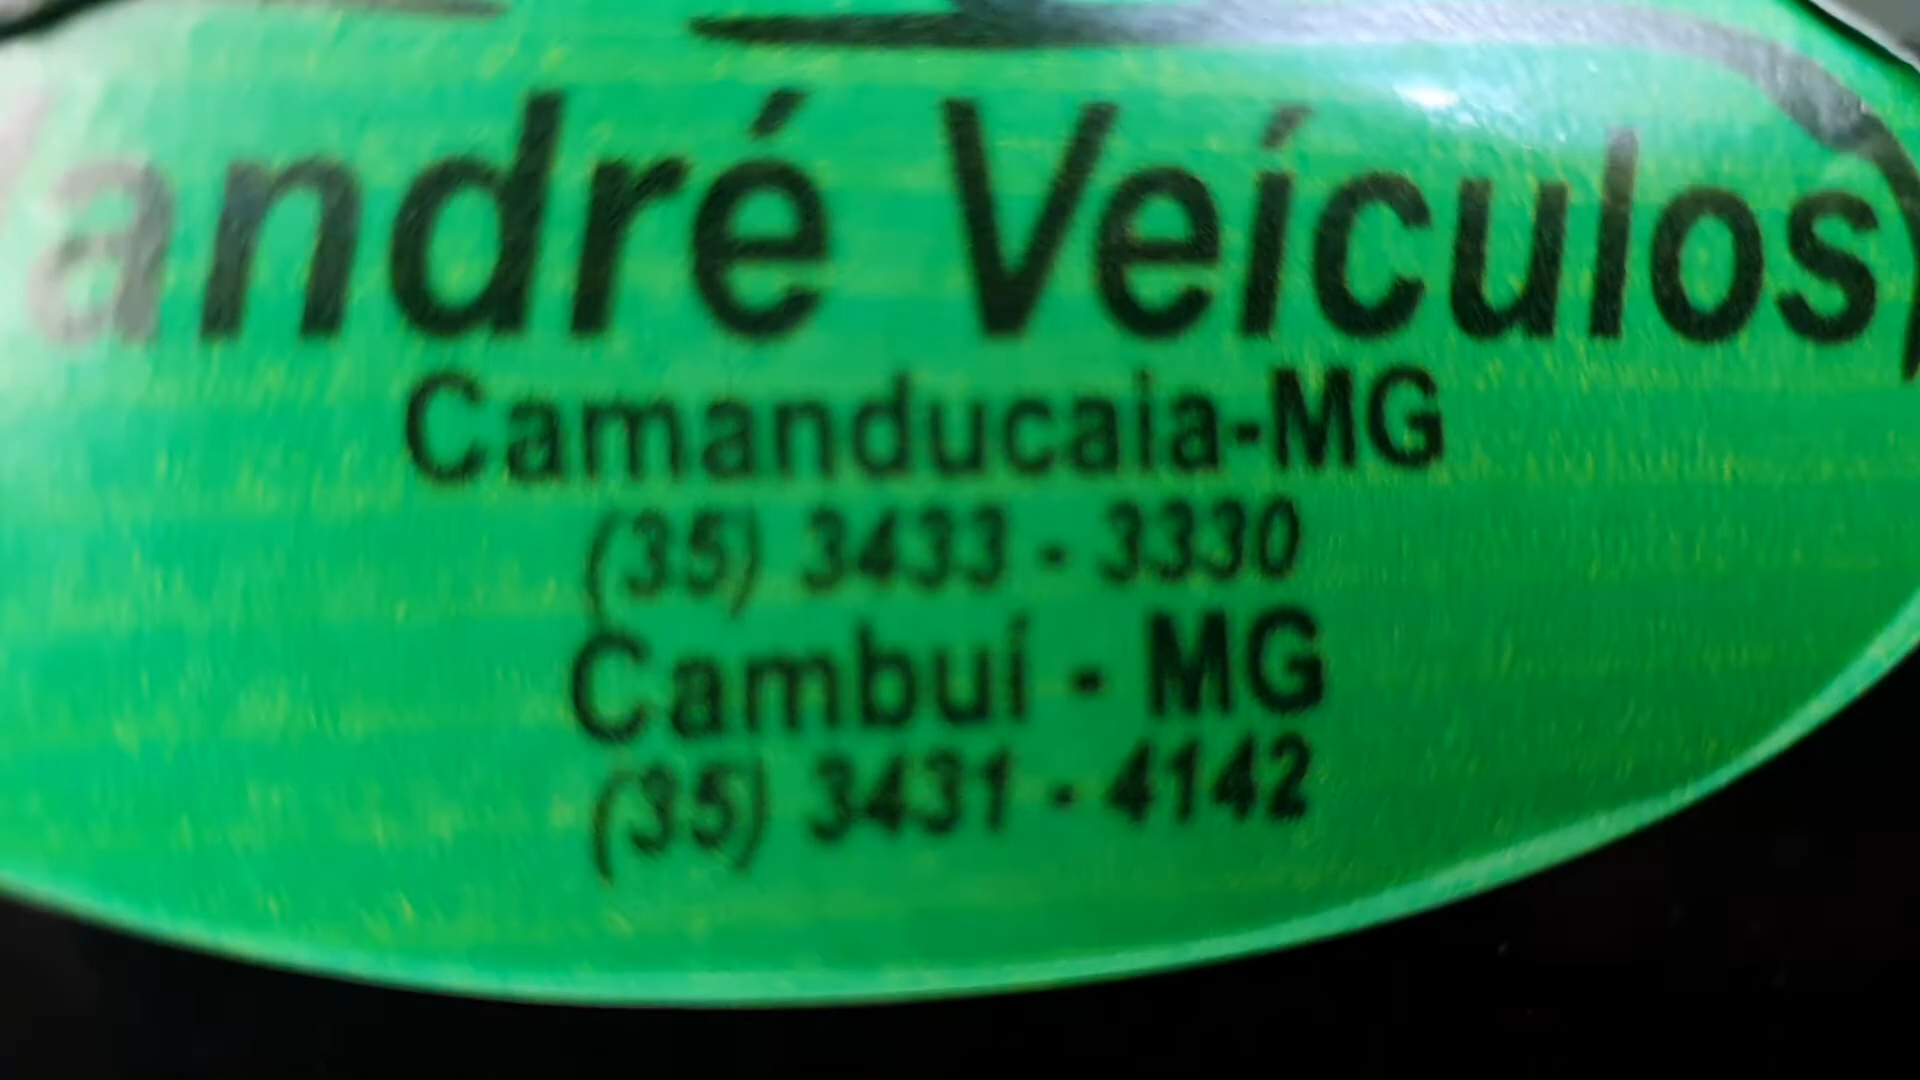 andré Veículos
Camanducaia-MG
(35) 3433 - 3330
Cambuí - MG
(35) 3431 - 4142